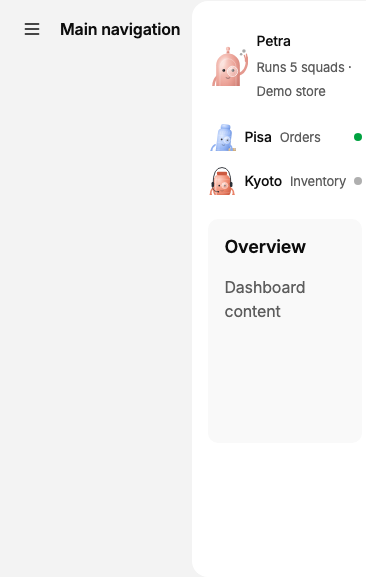 Main navigation
Petra
Runs 5 squads ·
Demo store
Pisa Orders
Kyoto Inventory
Overview
Dashboard
content